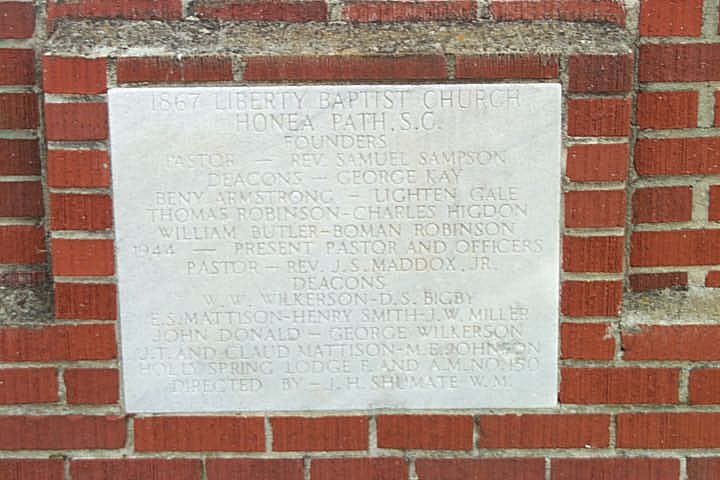 1867 LIBERTY BAPTIST CHURCH
HONEA PATH, S.C.
FOUNDERS
PASTOR — REV. SAMUEL SAMPSON
DEACONS — GEORGE KAY
BENY ARMSTRONG — LIGHTEN GALE
THOMAS ROBINSON-CHARLES HIGDON
WILLIAM BUTLER-BOMAN ROBINSON
1944 — PRESENT PASTOR AND OFFICERS
PASTOR — REV. J.S. MADDOX, JR.
DEACONS
W.W. WILKERSON-D.S. BIGBY
E.S. MATTISON-HENRY SMITH-J.W. MILLER
JOHN DONALD — GEORGE WILKERSON
J.T. AND CLAUD MATTISON-M.E. JOHNSON
HOLLY SPRING LODGE F. AND A.M. NO. 150
DIRECTED BY — J.H. SHUMATE W.M.